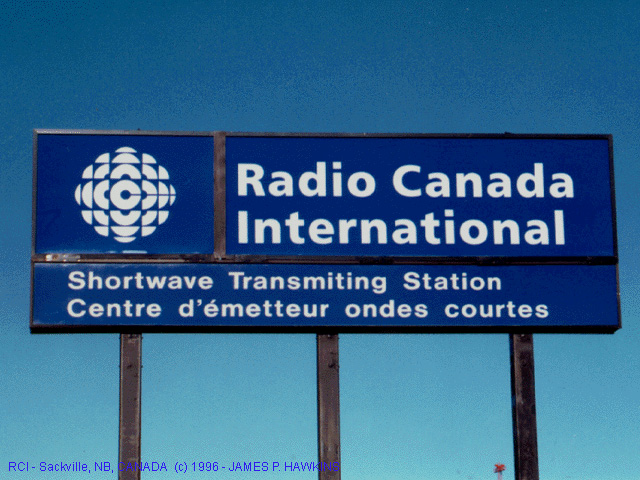 Radio Canada
International
Shortwave Transmiting Station
Centre d'émetteur ondes courtes
RCI - Sackville, NB, CANADA (c) 1996 - JAMES P. HAWKINS